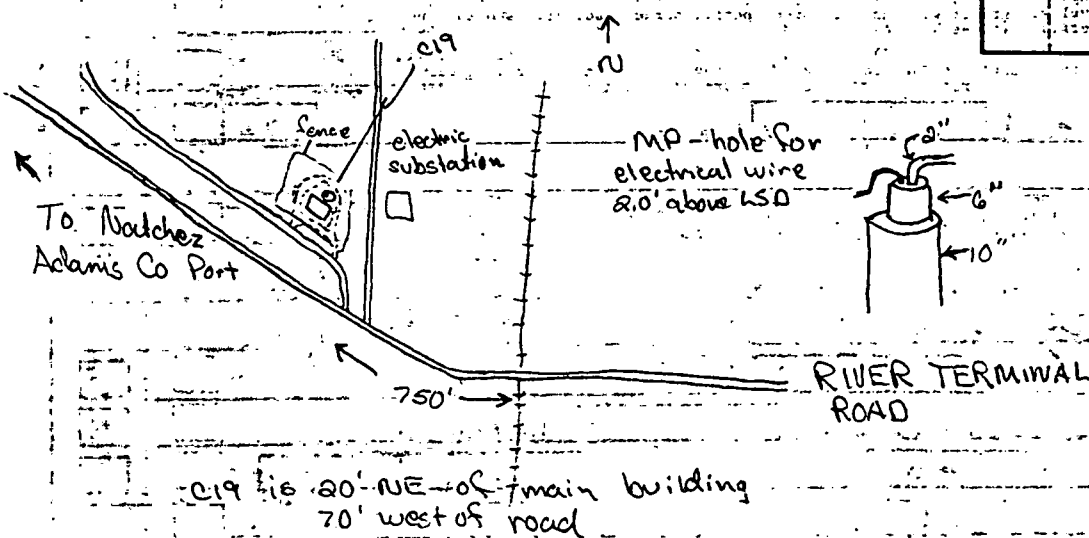 C19
N
fence
electric
substation
MP - hole for
electrical wire
2.0' above LSD
2"
6"
10"
To Natchez
Adams Co Port
750'
RIVER TERMINAL
ROAD
C19 is 20' NE of main building
70' west of road